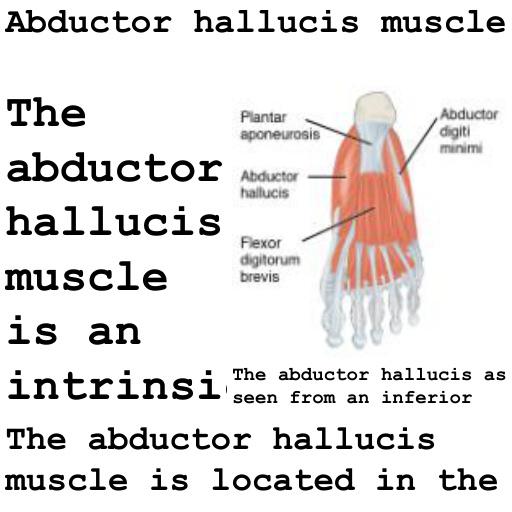 Abductor hallucis muscle
The
abductor
hallucis
muscle
is an
intrinsi
Plantar
aponeurosis
Abductor
hallucis
Flexor
digitorum
brevis
Abductor
digiti
minimi
The abductor hallucis as
seen from an inferior
The abductor hallucis
muscle is located in the